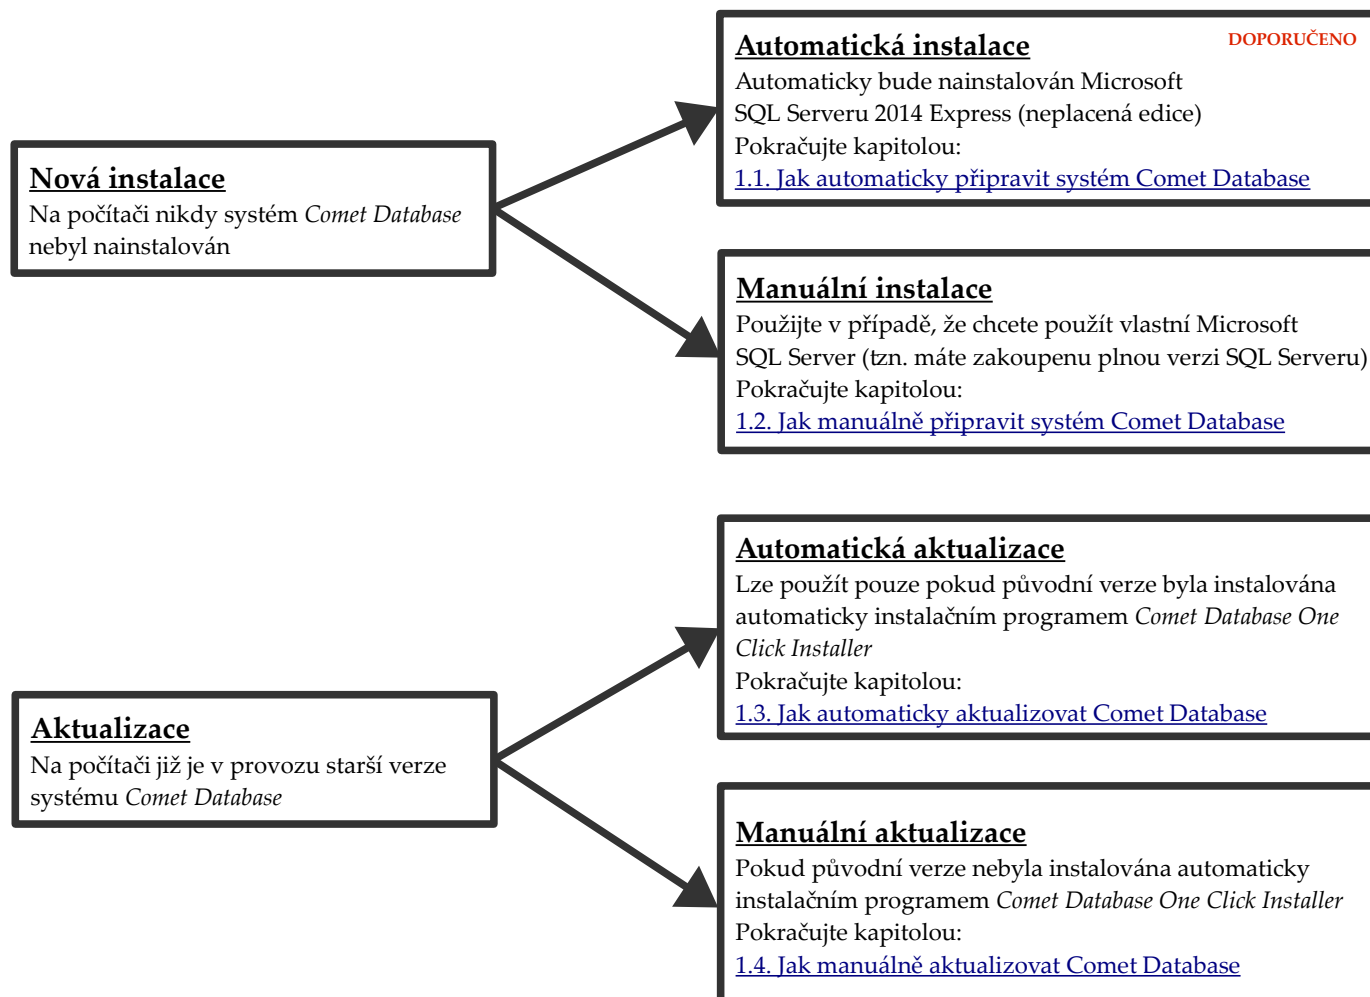 Nová instalace
Na počítači nikdy systém Comet Database
nebyl nainstalován
Automatická instalace
DOPORUČENO
Automaticky bude nainstalován Microsoft
SQL Serveru 2014 Express (neplacená edice)
Pokračujte kapitolou:
1.1. Jak automaticky připravit systém Comet Database
Manuální instalace
Použijte v případě, že chcete použít vlastní Microsoft
SQL Server (tzn. máte zakoupenu plnou verzi SQL Serveru)
Pokračujte kapitolou:
1.2. Jak manuálně připravit systém Comet Database
Aktualizace
Na počítači již je v provozu starší verze
systému Comet Database
Automatická aktualizace
Lze použít pouze pokud původní verze byla instalována
automaticky instalačním programem Comet Database One
Click Installer
Pokračujte kapitolou:
1.3. Jak automaticky aktualizovat Comet Database
Manuální aktualizace
Pokud původní verze nebyla instalována automaticky
instalačním programem Comet Database One Click Installer
Pokračujte kapitolou:
1.4. Jak manuálně aktualizovat Comet Database